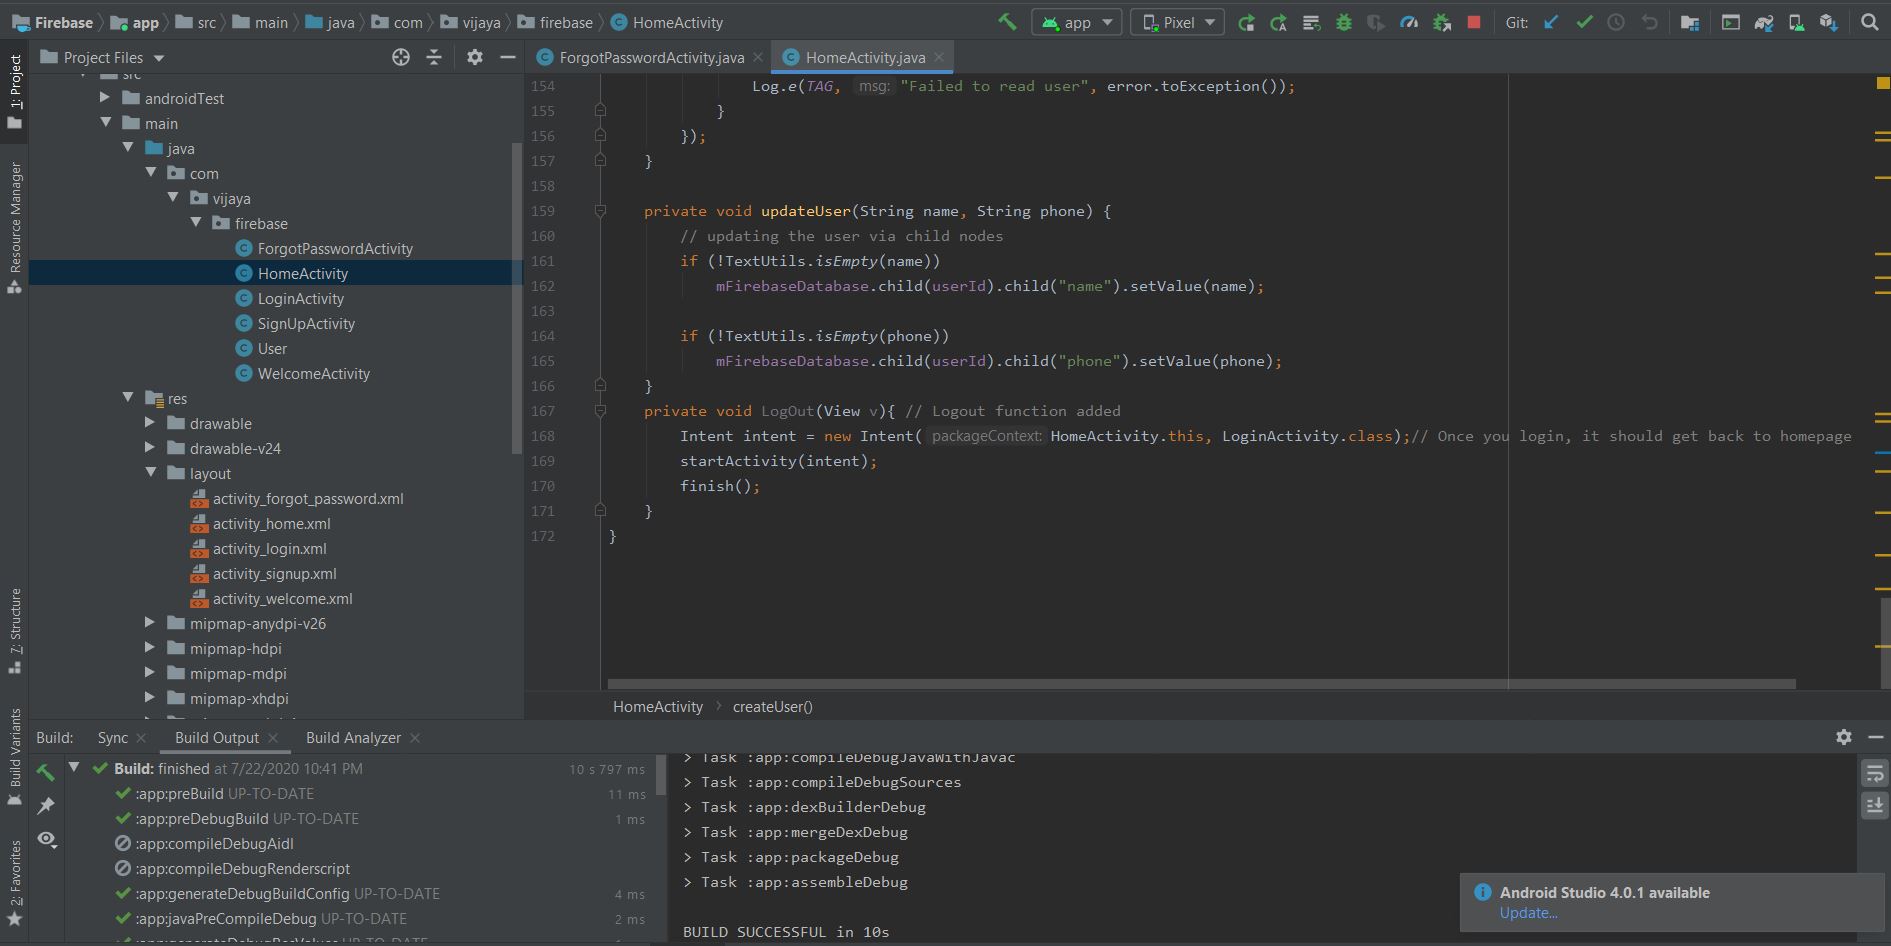 Firebase app src main java com vijaya firebase HomeActivity app Pixel Git:
Project Files
ForgotPasswordActivity.java HomeActivity.java
1: Project
Resource Manager
7: Structure
Build Variants
2: Favorites
src
androidTest
main
java
com
vijaya
firebase
ForgotPasswordActivity
HomeActivity
LoginActivity
SignUpActivity
User
WelcomeActivity
res
drawable
drawable-v24
layout
activity_forgot_password.xml
activity_home.xml
activity_login.xml
activity_signup.xml
activity_welcome.xml
mipmap-anydpi-v26
mipmap-hdpi
mipmap-mdpi
mipmap-xhdpi
154 Log.e(TAG, msg: "Failed to read user", error.toException());
155 }
156 });
157 }
158
159 private void updateUser(String name, String phone) {
160 // updating the user via child nodes
161 if (!TextUtils.isEmpty(name))
162 mFirebaseDatabase.child(userId).child("name").setValue(name);
163
164 if (!TextUtils.isEmpty(phone))
165 mFirebaseDatabase.child(userId).child("phone").setValue(phone);
166 }
167 private void LogOut(View v){ // Logout function added
168 Intent intent = new Intent( packageContext: HomeActivity.this, LoginActivity.class);// Once you login, it should get back to homepage
169 startActivity(intent);
170 finish();
171 }
172 }
HomeActivity createUser()
Build: Sync Build Output Build Analyzer
Build: finished at 7/22/2020 10:41 PM 10 s 797 ms
:app:preBuild UP-TO-DATE 11 ms
:app:preDebugBuild UP-TO-DATE 1 ms
:app:compileDebugAidl
:app:compileDebugRenderscript
:app:generateDebugBuildConfig UP-TO-DATE 4 ms
:app:javaPreCompileDebug UP-TO-DATE 2 ms
:app:generateDebugResValues UP-TO-DATE
> Task :app:compileDebugJavaWithJavac
> Task :app:compileDebugSources
> Task :app:dexBuilderDebug
> Task :app:mergeDexDebug
> Task :app:packageDebug
> Task :app:assembleDebug
BUILD SUCCESSFUL in 10s
Android Studio 4.0.1 available
Update...